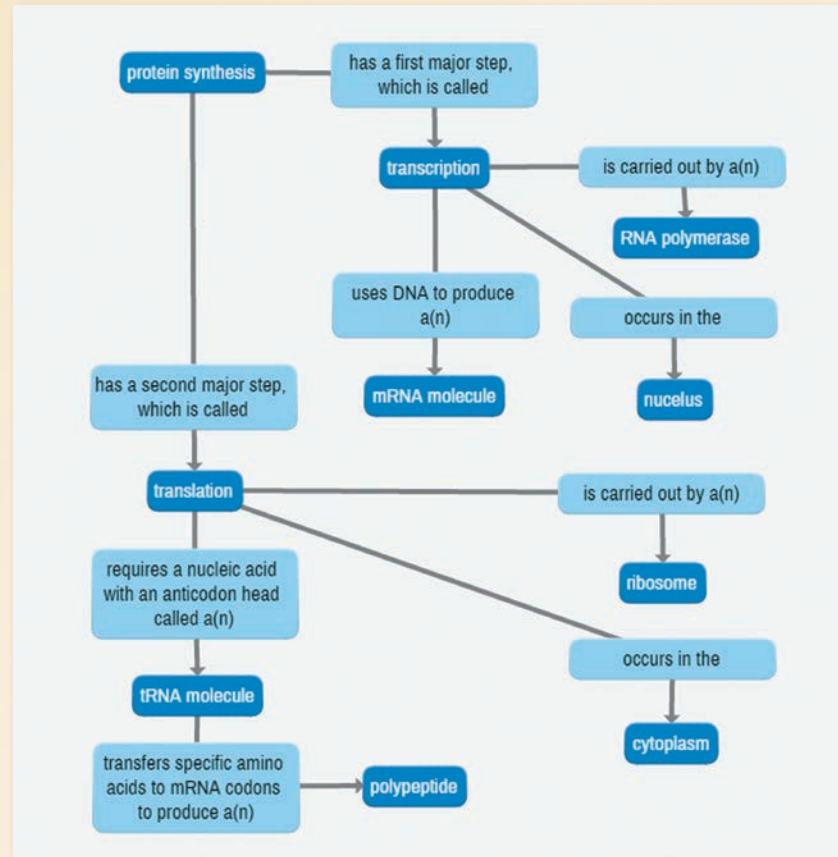 protein synthesis
has a first major step,
which is called
transcription
is carried out by a(n)
RNA polymerase
uses DNA to produce
a(n)
occurs in the
mRNA molecule
nucelus
has a second major step,
which is called
translation
is carried out by a(n)
ribosome
requires a nucleic acid
with an anticodon head
called a(n)
occurs in the
tRNA molecule
cytoplasm
transfers specific amino
acids to mRNA codons
to produce a(n)
polypeptide